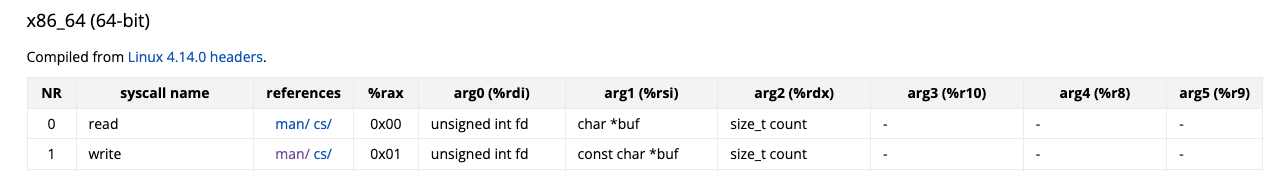 x86_64 (64-bit)
Compiled from Linux 4.14.0 headers.
NR syscall name references %rax arg0 (%rdi) arg1 (%rsi) arg2 (%rdx) arg3 (%r10) arg4 (%r8) arg5 (%r9)
0 read man/ cs/ 0x00 unsigned int fd char *buf size_t count - - -
1 write man/ cs/ 0x01 unsigned int fd const char *buf size_t count - - -